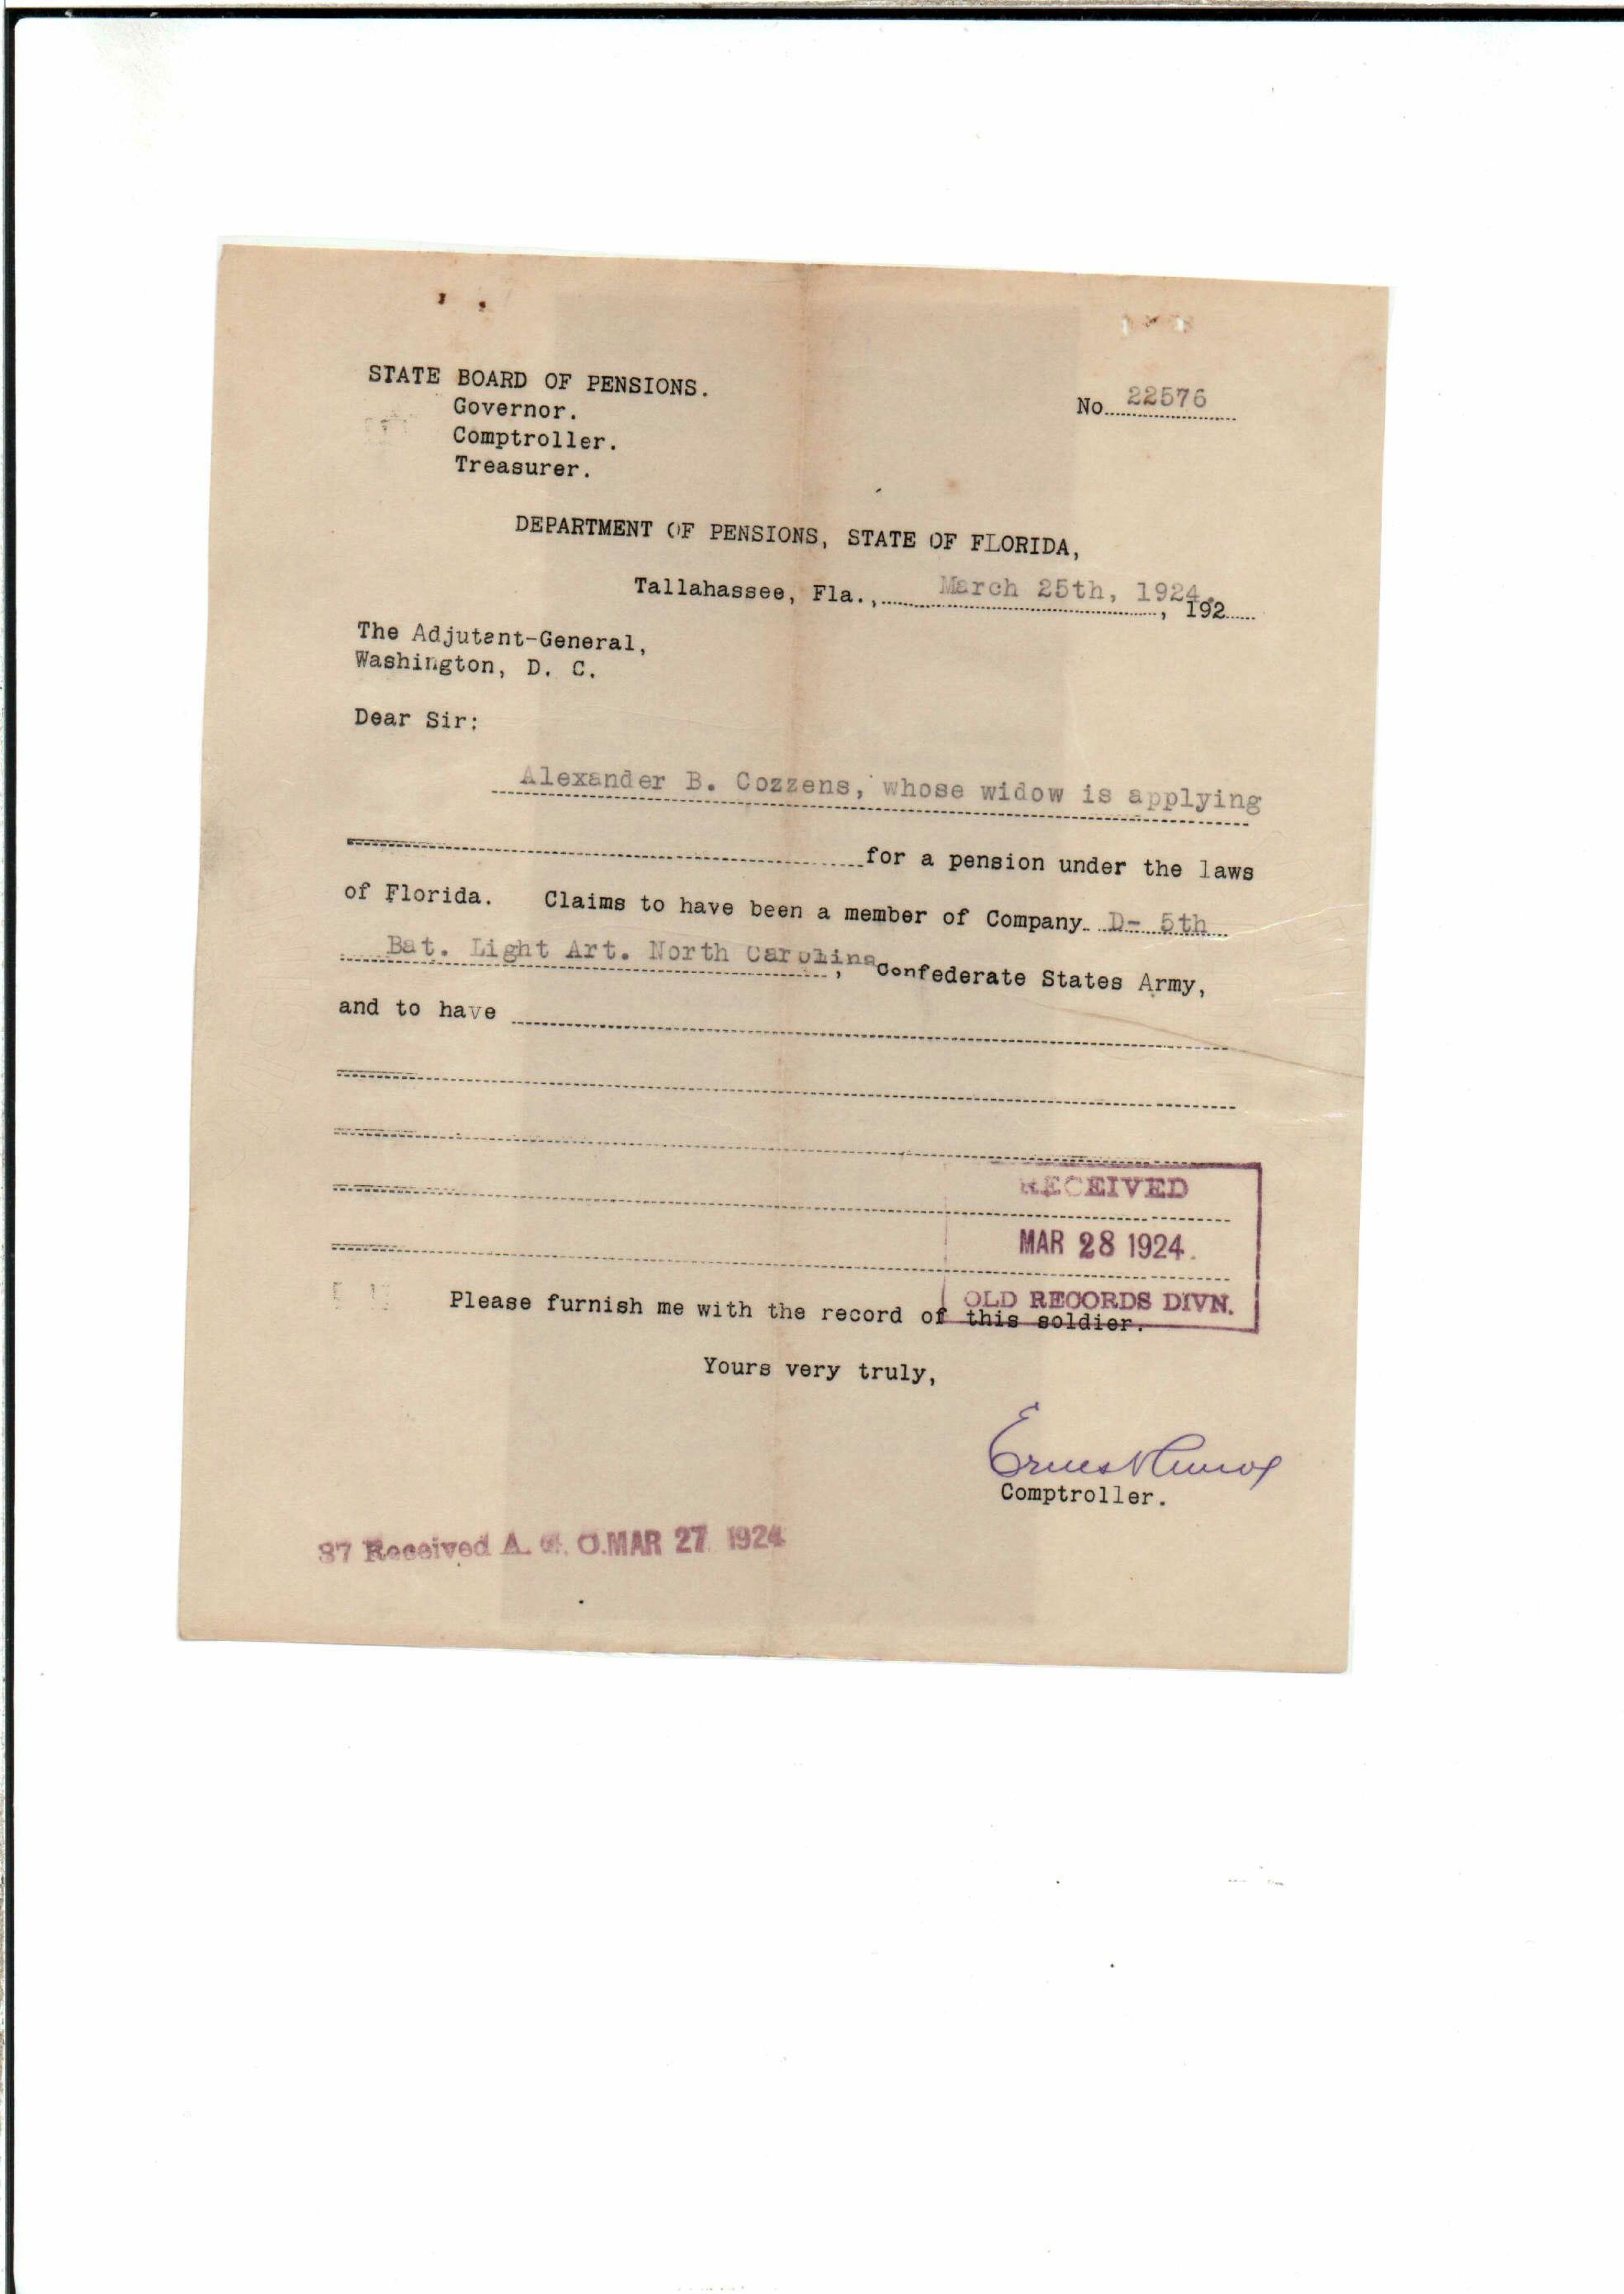 STATE BOARD OF PENSIONS.
Governor.
Comptroller.
Treasurer.
No. 22576
DEPARTMENT OF PENSIONS, STATE OF FLORIDA,
Tallahassee, Fla., March 25th, 1924. , 192
The Adjutant-General,
Washington, D. C.
Dear Sir:
Alexander B. Cozzens, whose widow is applying
for a pension under the laws
of Florida. Claims to have been a member of Company D- 5th
Bat. Light Art. North Carolina, Confederate States Army,
and to have
RECEIVED
MAR 28 1924.
OLD RECORDS DIVN.
Please furnish me with the record of this soldier.
Yours very truly,
Ernest Amos
Comptroller.
37 Received A. G. O. MAR 27 1924